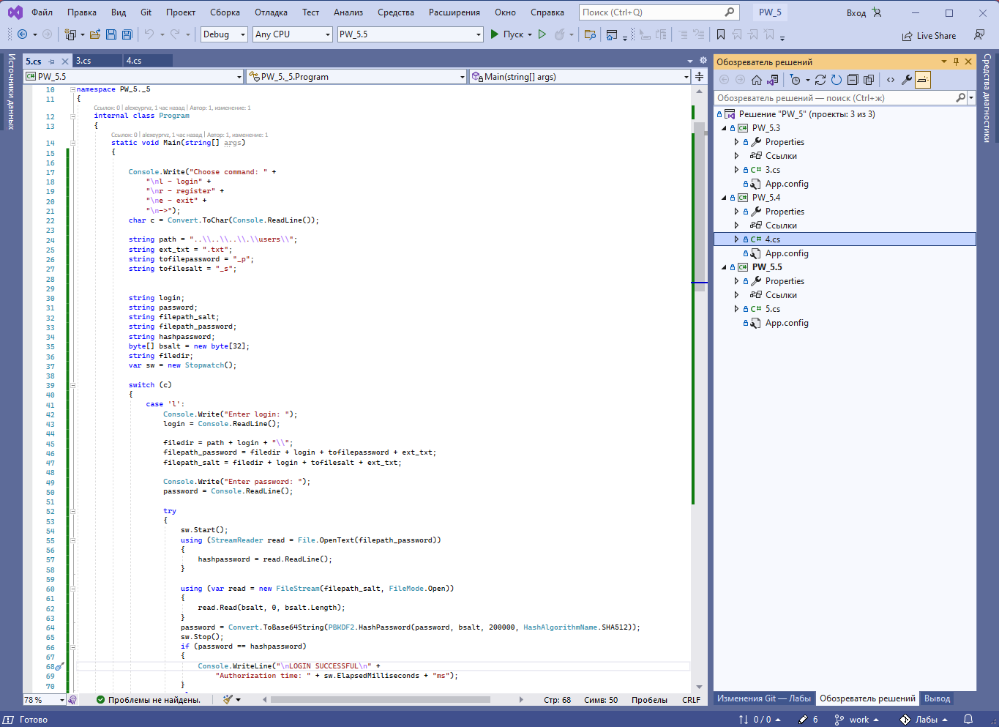 Файл Правка Вид Git Проект Сборка Отладка Тест Анализ Средства Расширения Окно Справка Поиск (Ctrl+Q) PW_5 Вход
Debug Any CPU PW_5.5 Пуск Live Share
Источники данных
5.cs 3.cs 4.cs
PW_5.5 PW_5._5.Program Main(string[] args)
10 namespace PW_5._5
11 {
Ссылок: 0 | alexeyprvz, 1 час назад | Автор: 1, изменение: 1
12 internal class Program
13 {
Ссылок: 0 | alexeyprvz, 1 час назад | Автор: 1, изменение: 1
14 static void Main(string[] args)
15 {
16
17 Console.Write("Choose command: " +
18 "\nl - login" +
19 "\nr - register" +
20 "\ne - exit" +
21 "\n->");
22 char c = Convert.ToChar(Console.ReadLine());
23
24 string path = "..\\..\\..\\.\\users\\";
25 string ext_txt = ".txt";
26 string tofilepassword = "_p";
27 string tofilesalt = "_s";
28
29
30 string login;
31 string password;
32 string filepath_salt;
33 string filepath_password;
34 string hashpassword;
35 byte[] bsalt = new byte[32];
36 string filedir;
37 var sw = new Stopwatch();
38
39 switch (c)
40 {
41 case 'l':
42 Console.Write("Enter login: ");
43 login = Console.ReadLine();
44
45 filedir = path + login + "\\";
46 filepath_password = filedir + login + tofilepassword + ext_txt;
47 filepath_salt = filedir + login + tofilesalt + ext_txt;
48
49 Console.Write("Enter password: ");
50 password = Console.ReadLine();
51
52 try
53 {
54 sw.Start();
55 using (StreamReader read = File.OpenText(filepath_password))
56 {
57 hashpassword = read.ReadLine();
58 }
59
60 using (var read = new FileStream(filepath_salt, FileMode.Open))
61 {
62 read.Read(bsalt, 0, bsalt.Length);
63 }
64 password = Convert.ToBase64String(PBKDF2.HashPassword(password, bsalt, 200000, HashAlgorithmName.SHA512));
65 sw.Stop();
66 if (password == hashpassword)
67 {
68 Console.WriteLine("\nLOGIN SUCCESSFUL\n" +
69 "Authorization time: " + sw.ElapsedMilliseconds + "ms");
70 }
78 % Проблемы не найдены. Стр: 68 Симв: 50 Пробелы CRLF
Обозреватель решений
Обозреватель решений — поиск (Ctrl+ж)
Решение "PW_5" (проекты: 3 из 3)
C# PW_5.3
Properties
Ссылки
C# 3.cs
App.config
C# PW_5.4
Properties
Ссылки
C# 4.cs
App.config
C# PW_5.5
Properties
Ссылки
C# 5.cs
App.config
Изменения Git — Лабы Обозреватель решений Вывод
Средства диагностики
Готово 0 / 0 6 work Лабы